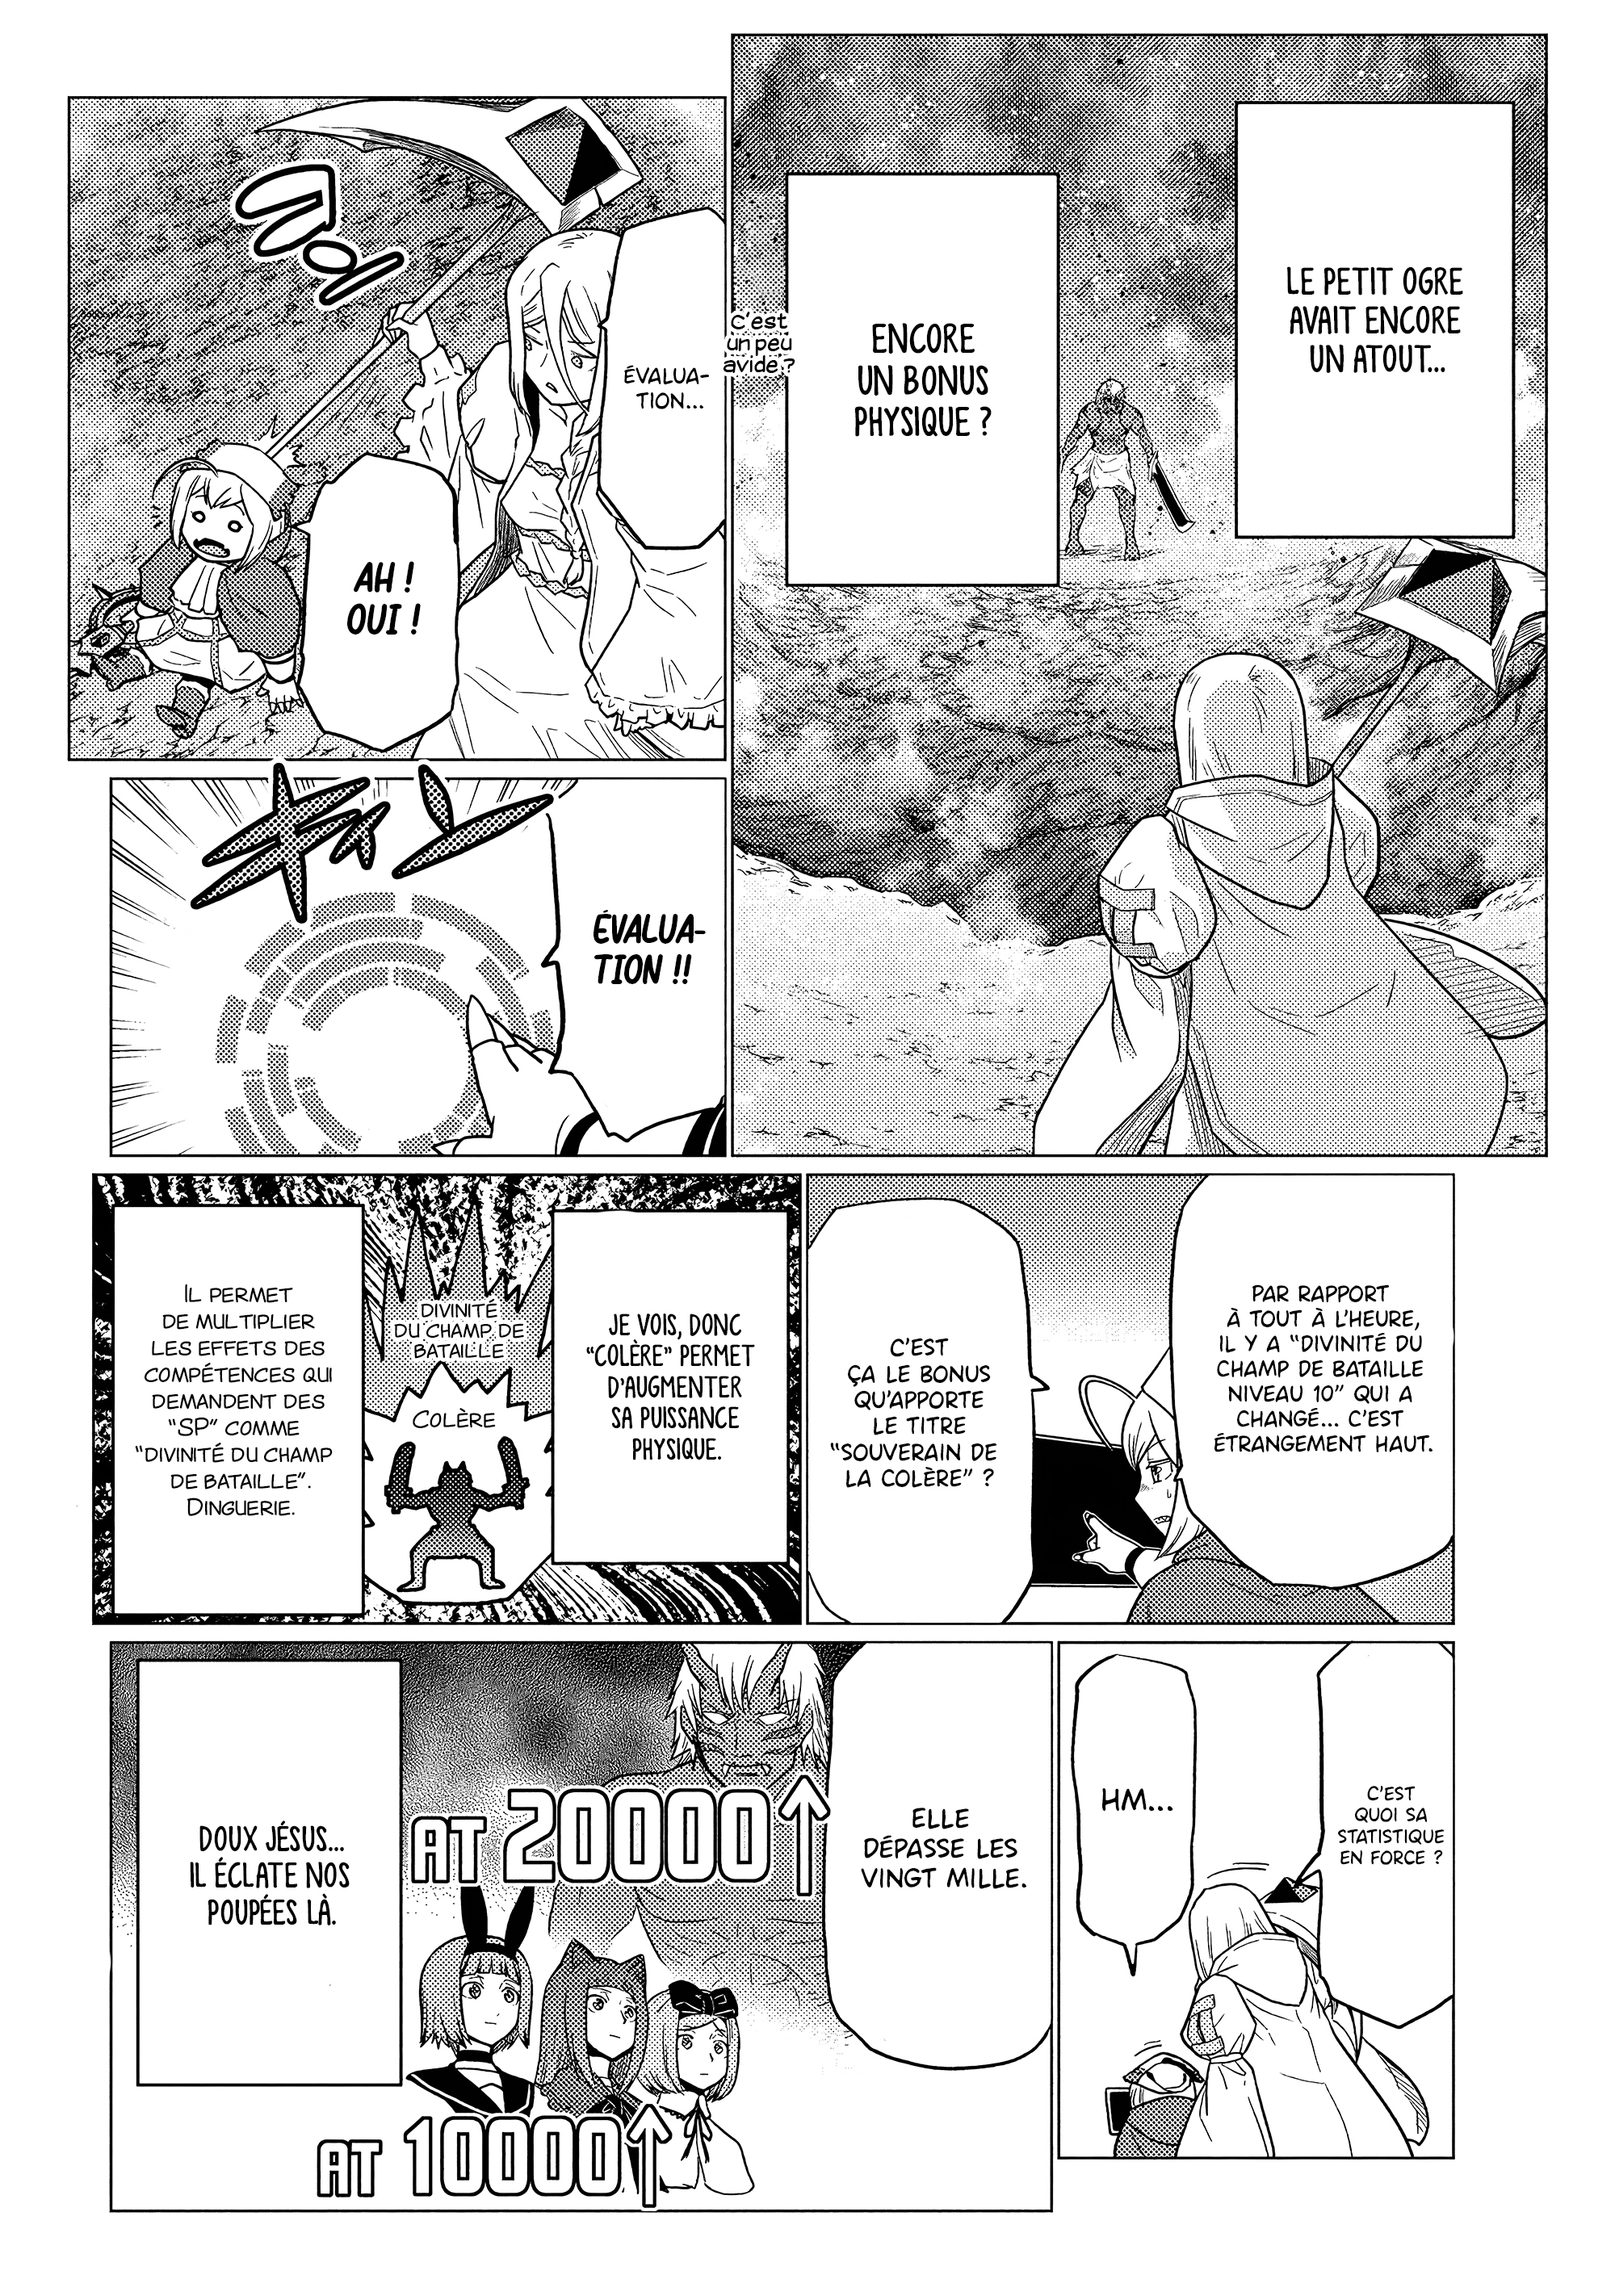 LE PETIT OGRE
AVAIT ENCORE
UN ATOUT...
ENCORE
UN BONUS
PHYSIQUE ?
C'est
un peu
avide ?
ÉVALUA-
TION...
AH !
OUI !
ÉVALUA-
TION !!
PAR RAPPORT
À TOUT À L'HEURE,
IL Y A "DIVINITÉ DU
CHAMP DE BATAILLE
NIVEAU 10" QUI A
CHANGÉ... C'EST
ÉTRANGEMENT HAUT.
C'EST
ÇA LE BONUS
QU'APPORTE
LE TITRE
"SOUVERAIN DE
LA COLÈRE" ?
JE VOIS, DONC
"COLÈRE" PERMET
D'AUGMENTER
SA PUISSANCE
PHYSIQUE.
DIVINITÉ
DU CHAMP DE
BATAILLE
COLÈRE
IL PERMET
DE MULTIPLIER
LES EFFETS DES
COMPÉTENCES QUI
DEMANDENT DES
"SP" COMME
"DIVINITÉ DU CHAMP
DE BATAILLE".
DINGUERIE.
C'EST
QUOI SA
STATISTIQUE
EN FORCE ?
HM...
ELLE
DÉPASSE LES
VINGT MILLE.
AT 20000↑
DOUX JÉSUS...
IL ÉCLATE NOS
POUPÉES LÀ.
AT 10000↑